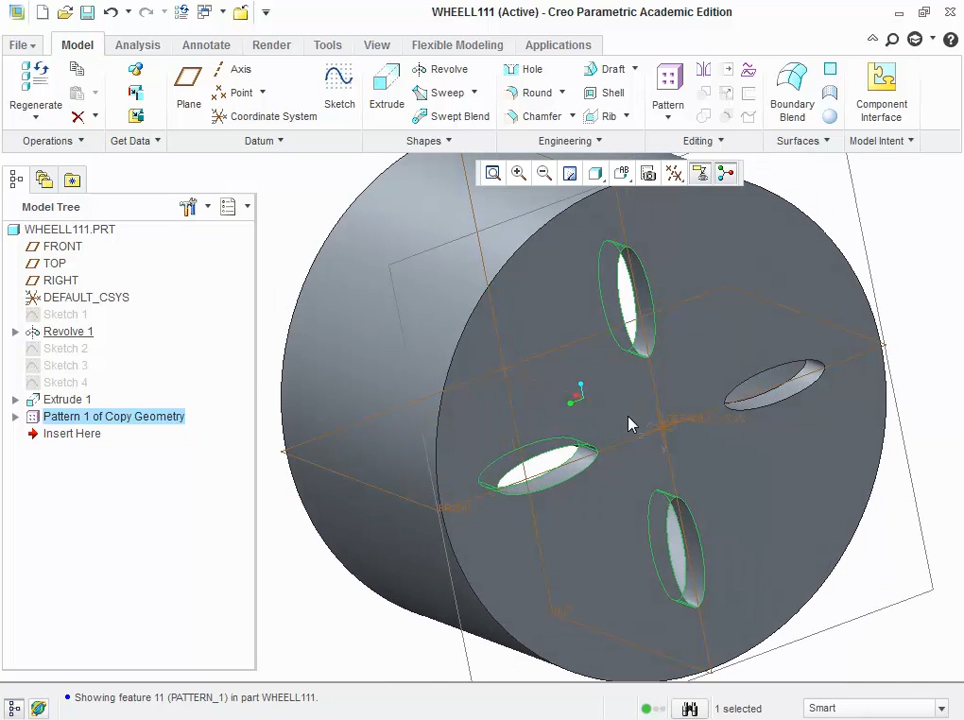 WHEELL111 (Active) - Creo Parametric Academic Edition
File Model Analysis Annotate Render Tools View Flexible Modeling Applications
Regenerate
Operations
Get Data
Plane
Axis
Point
Coordinate System
Sketch
Datum
Extrude
Revolve
Sweep
Swept Blend
Shapes
Hole
Round
Chamfer
Draft
Shell
Rib
Engineering
Pattern
Editing
Boundary Blend
Surfaces
Component Interface
Model Intent
Model Tree
WHEELL111.PRT
FRONT
TOP
RIGHT
DEFAULT_CSYS
Sketch 1
Revolve 1
Sketch 2
Sketch 3
Sketch 4
Extrude 1
Pattern 1 of Copy Geometry
Insert Here
Showing feature 11 (PATTERN_1) in part WHEELL111.
1 selected
Smart